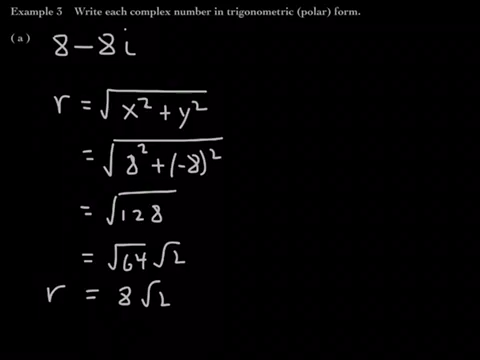 Example 3 Write each complex number in trigonometric (polar) form.
(a) 8 - 8i
r = √(x² + y²)
= √(8² + (-8)²)
= √128
= √64 √2
r = 8√2